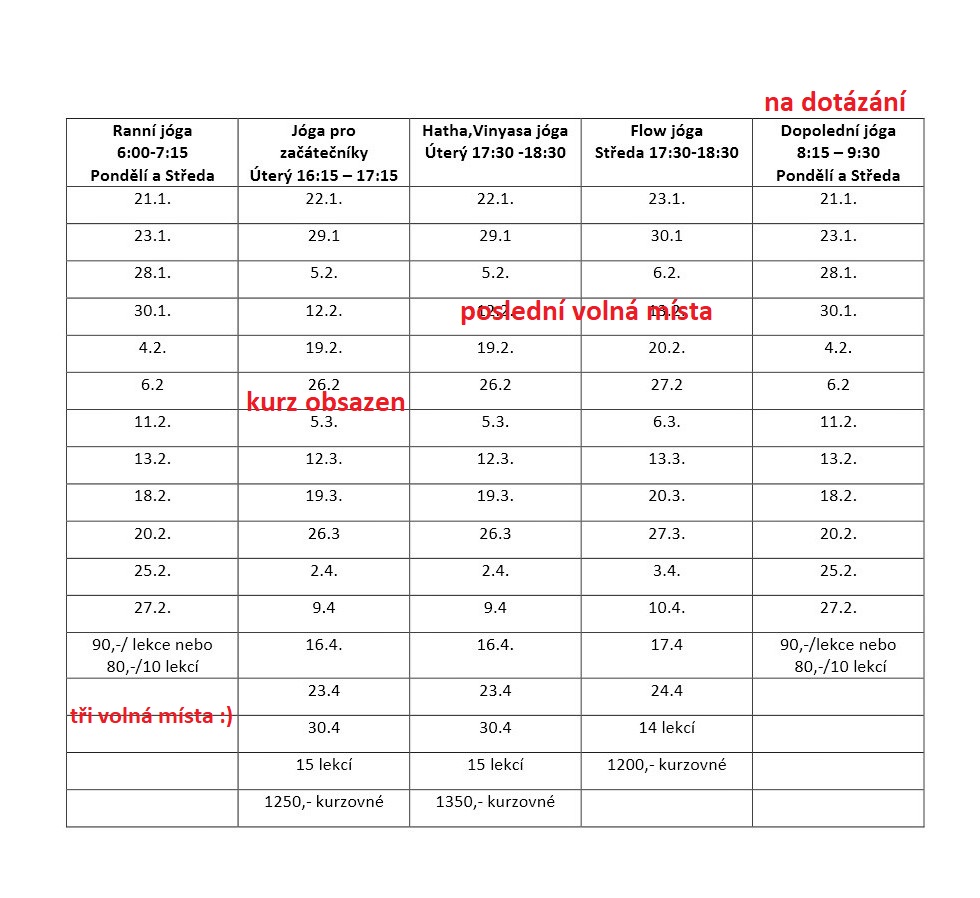 na dotázání
Ranní jóga Jóga pro Hatha,Vinyasa jóga Flow jóga Dopolední jóga
6:00-7:15 začátečníky Úterý 17:30 -18:30 Středa 17:30-18:30 8:15 – 9:30
Pondělí a Středa Úterý 16:15 – 17:15 Pondělí a Středa
21.1. 22.1. 22.1. 23.1. 21.1.
23.1. 29.1 29.1 30.1 23.1.
28.1. 5.2. 5.2. 6.2. 28.1.
30.1. 12.2. 12.2. 13.2. 30.1.
poslední volná místa
4.2. 19.2. 19.2. 20.2. 4.2.
6.2 26.2 26.2 27.2 6.2
kurz obsazen
11.2. 5.3. 5.3. 6.3. 11.2.
13.2. 12.3. 12.3. 13.3. 13.2.
18.2. 19.3. 19.3. 20.3. 18.2.
20.2. 26.3 26.3 27.3. 20.2.
25.2. 2.4. 2.4. 3.4. 25.2.
27.2. 9.4 9.4 10.4. 27.2.
90,-/ lekce nebo 16.4. 16.4. 17.4 90,-/lekce nebo
80,-/10 lekcí 80,-/10 lekcí
23.4 23.4 24.4
tři volná místa :)
30.4 30.4 14 lekcí
15 lekcí 15 lekcí 1200,- kurzovné
1250,- kurzovné 1350,- kurzovné